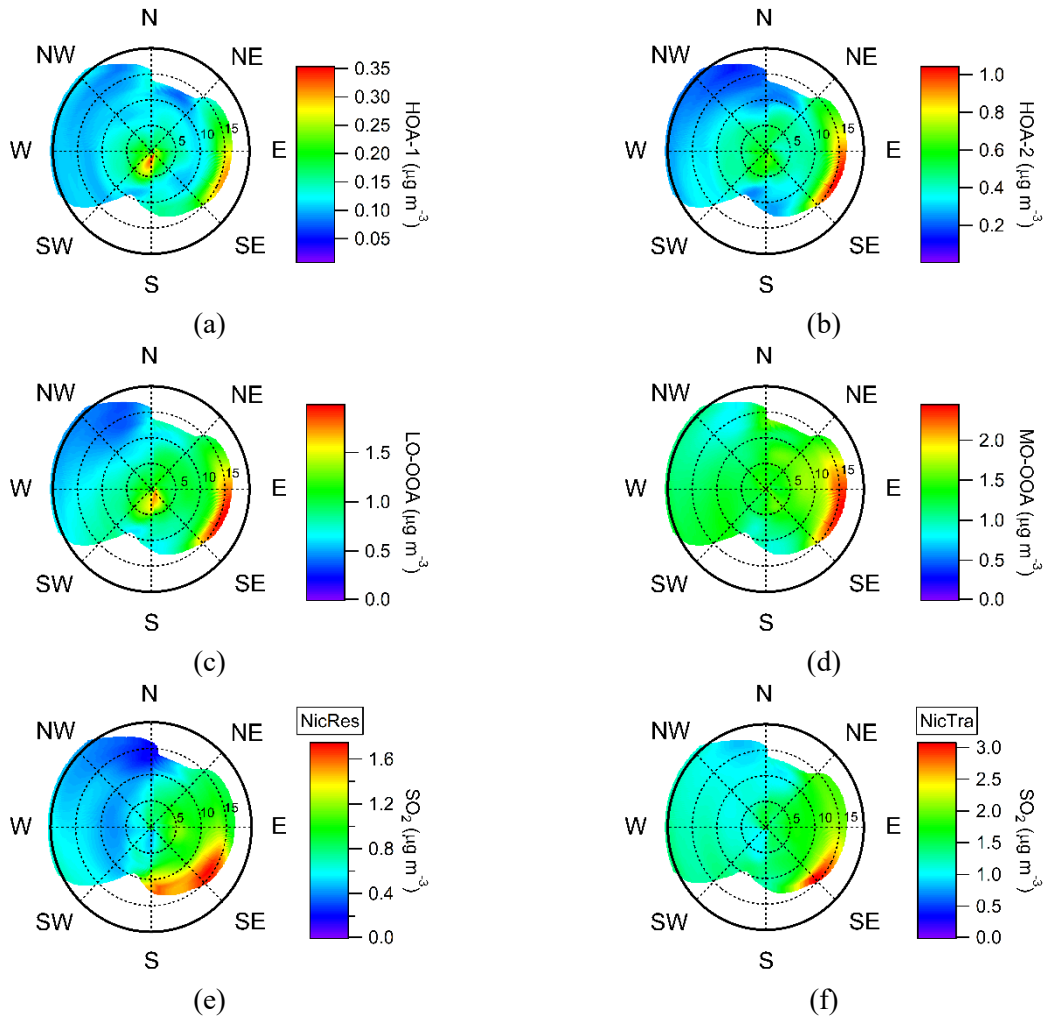 N
NW
NE
W
E
SW
SE
S
5
10
15
0.35
0.30
0.25
0.20
0.15
0.10
0.05
HOA-1 (µg m⁻³)
(a)
N
NW
NE
W
E
SW
SE
S
5
10
15
1.0
0.8
0.6
0.4
0.2
HOA-2 (µg m⁻³)
(b)
N
NW
NE
W
E
SW
SE
S
5
10
15
1.5
1.0
0.5
0.0
LO-OOA (µg m⁻³)
(c)
N
NW
NE
W
E
SW
SE
S
5
10
15
2.0
1.5
1.0
0.5
0.0
MO-OOA (µg m⁻³)
(d)
N
NW
NE
W
E
SW
SE
S
5
10
15
NicRes
1.6
1.2
0.8
0.4
0.0
SO₂ (µg m⁻³)
(e)
N
NW
NE
W
E
SW
SE
S
5
10
15
NicTra
3.0
2.5
2.0
1.5
1.0
0.5
0.0
SO₂ (µg m⁻³)
(f)